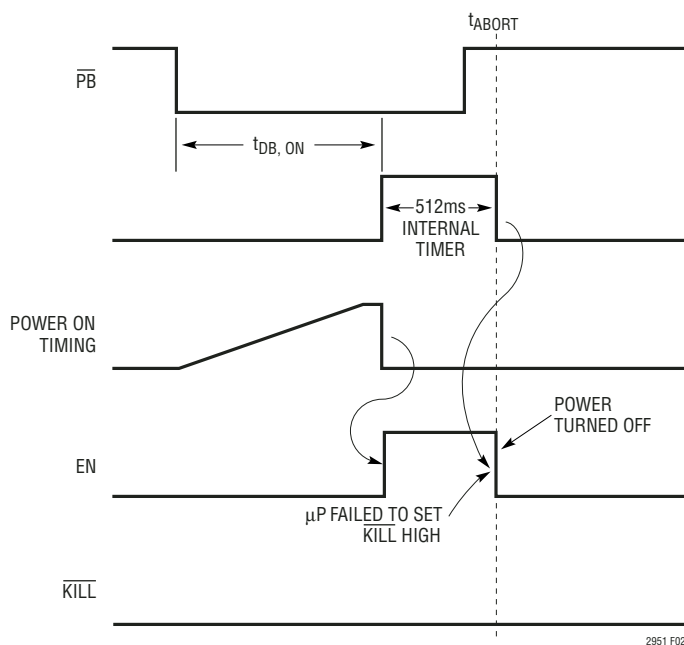 tABORT
PB
tDB, ON
512ms
INTERNAL
TIMER
POWER ON
TIMING
POWER
TURNED OFF
EN
µP FAILED TO SET
KILL HIGH
KILL
2951 F02